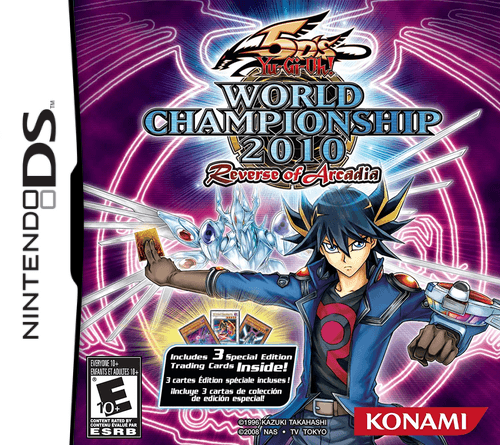 NINTENDO DS™
5D's
Yu-Gi-Oh!
WORLD
CHAMPIONSHIP
2010
Reverse of Arcadia
Includes 3 Special Edition
Trading Cards Inside!
3 cartes Édition spéciale incluses !
¡Incluye 3 cartas de colección
de edición especial!
EVERYONE 10+
ENFANTS ET ADULTES 10+
E
10+
CONTENT RATED BY
CONTENU ÉVALUÉ PAR
ESRB
©1996 KAZUKI TAKAHASHI
©2008 NAS • TV TOKYO
KONAMI